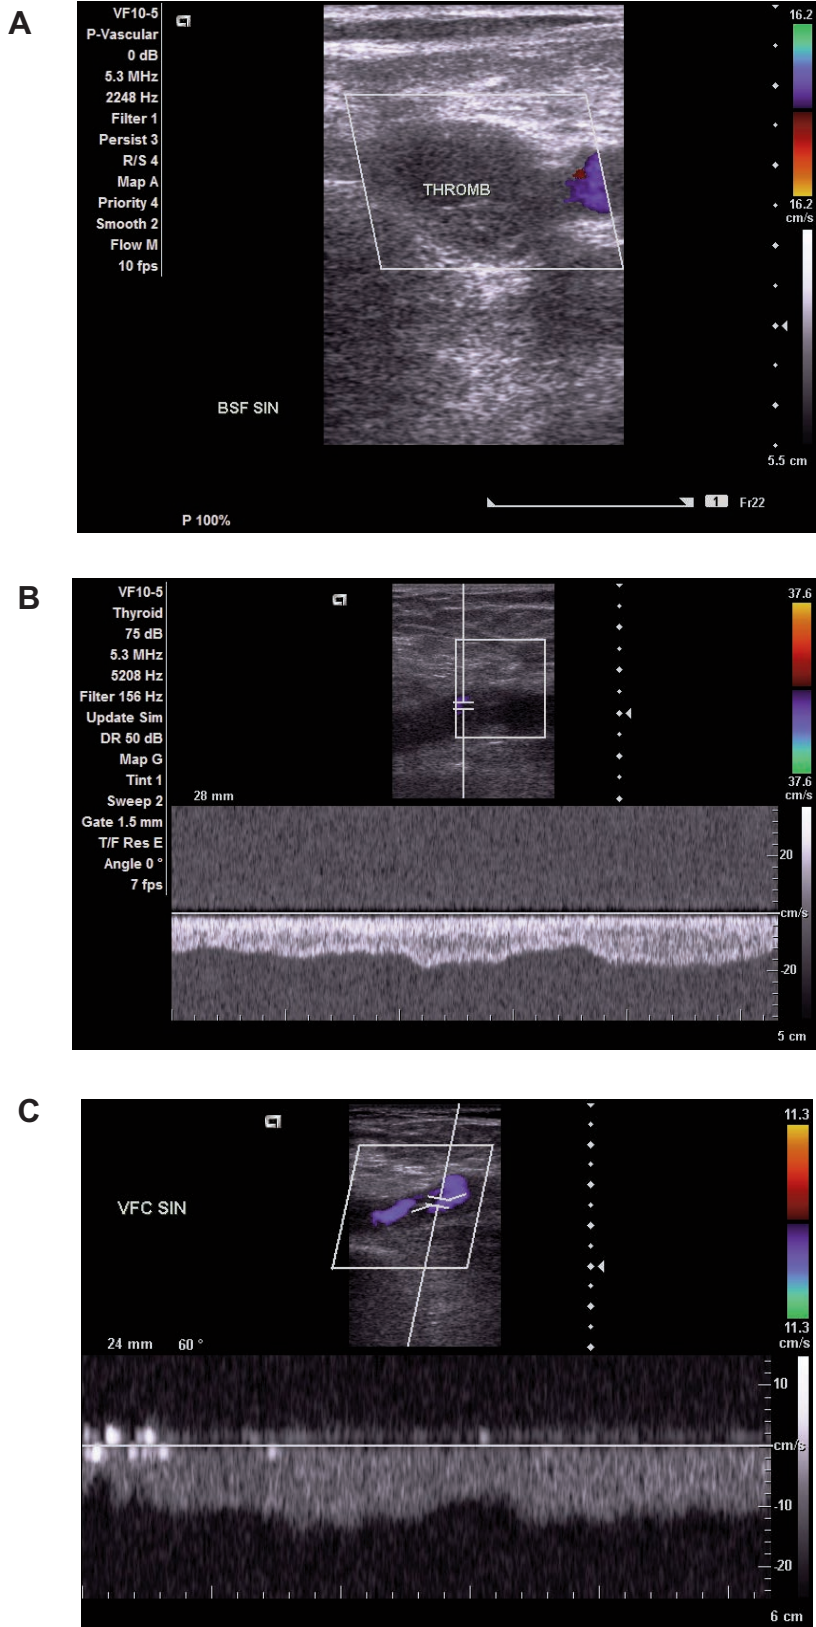 A
VF10-5
P-Vascular
0 dB
5.3 MHz
2248 Hz
Filter 1
Persist 3
R/S 4
Map A
Priority 4
Smooth 2
Flow M
10 fps
THROMB
16.2
16.2
cm/s
BSF SIN
5.5 cm
1 Fr22
P 100%
B
VF10-5
Thyroid
75 dB
5.3 MHz
5208 Hz
Filter 156 Hz
Update Sim
DR 50 dB
Map G
Tint 1
Sweep 2
Gate 1.5 mm
T/F Res E
Angle 0 °
7 fps
28 mm
37.6
37.6
cm/s
20
cm/s
-20
5 cm
C
VFC SIN
24 mm 60 °
11.3
11.3
cm/s
10
cm/s
-10
-20
6 cm